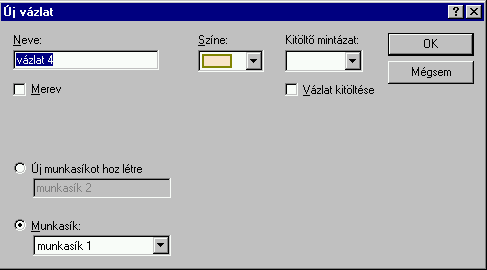 Új vázlat
Neve: Színe: Kitöltő mintázat: OK
vázlat 4
Mégsem
Merev Vázlat kitöltése
Új munkasíkot hoz létre
munkasík 2
Munkasík:
munkasík 1